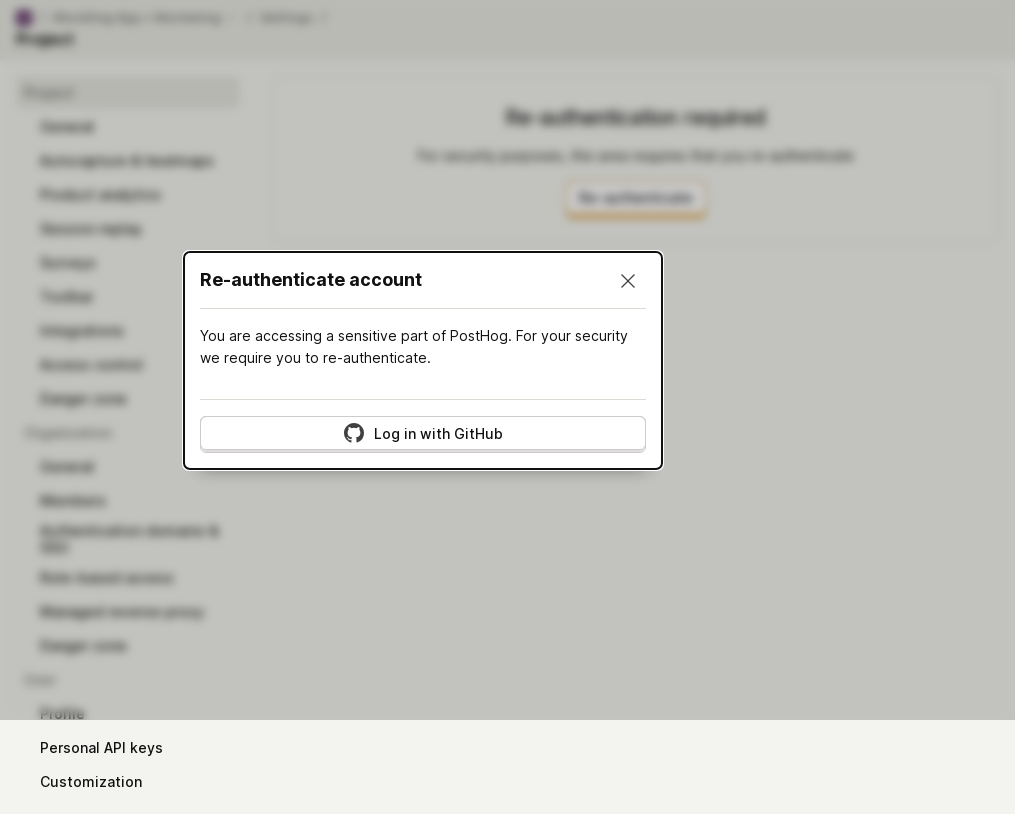 Settings
Project
Project
Re-authentication required
General
For security purposes, this area requires that you re-authenticate
Autocapture & heatmaps
Product analytics
Re-authenticate
Session replay
Surveys
Toolbar
Integrations
Access control
Danger zone
Re-authenticate account
You are accessing a sensitive part of PostHog. For your security
we require you to re-authenticate.
Log in with GitHub
Organization
General
Members
Authentication domains &
SSO
Role-based access
Managed reverse proxy
Danger zone
User
Profile
Personal API keys
Customization